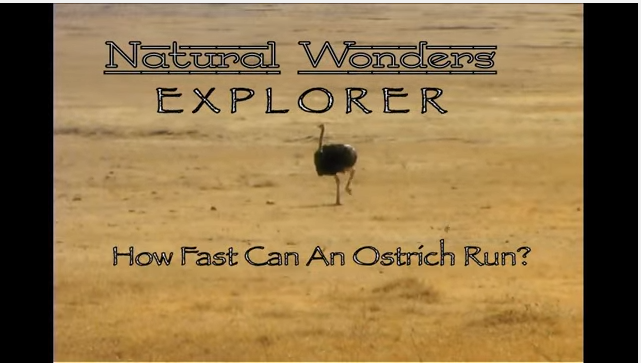 Natural Wonders
EXPLORER
How Fast Can An Ostrich Run?